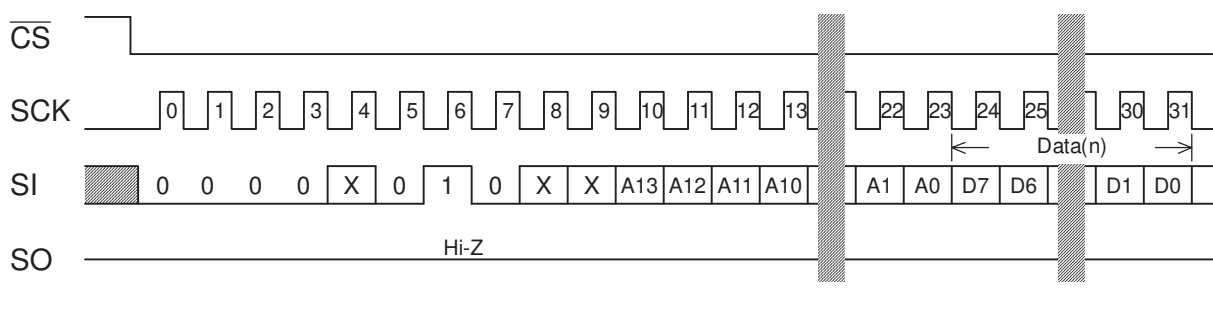 CS
SCK 0 1 2 3 4 5 6 7 8 9 10 11 12 13 22 23 24 25 30 31
Data(n)
SI 0 0 0 0 X 0 1 0 X X A13 A12 A11 A10 A1 A0 D7 D6 D1 D0
Hi-Z
SO